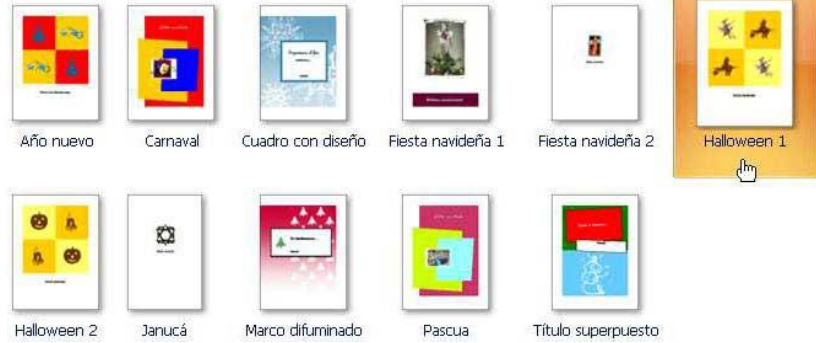 Año nuevo
Carnaval
Cuadro con diseño
Fiesta navideña 1
Fiesta navideña 2
Halloween 1
Halloween 2
Janucá
Marco difuminado
Pascua
Título superpuesto